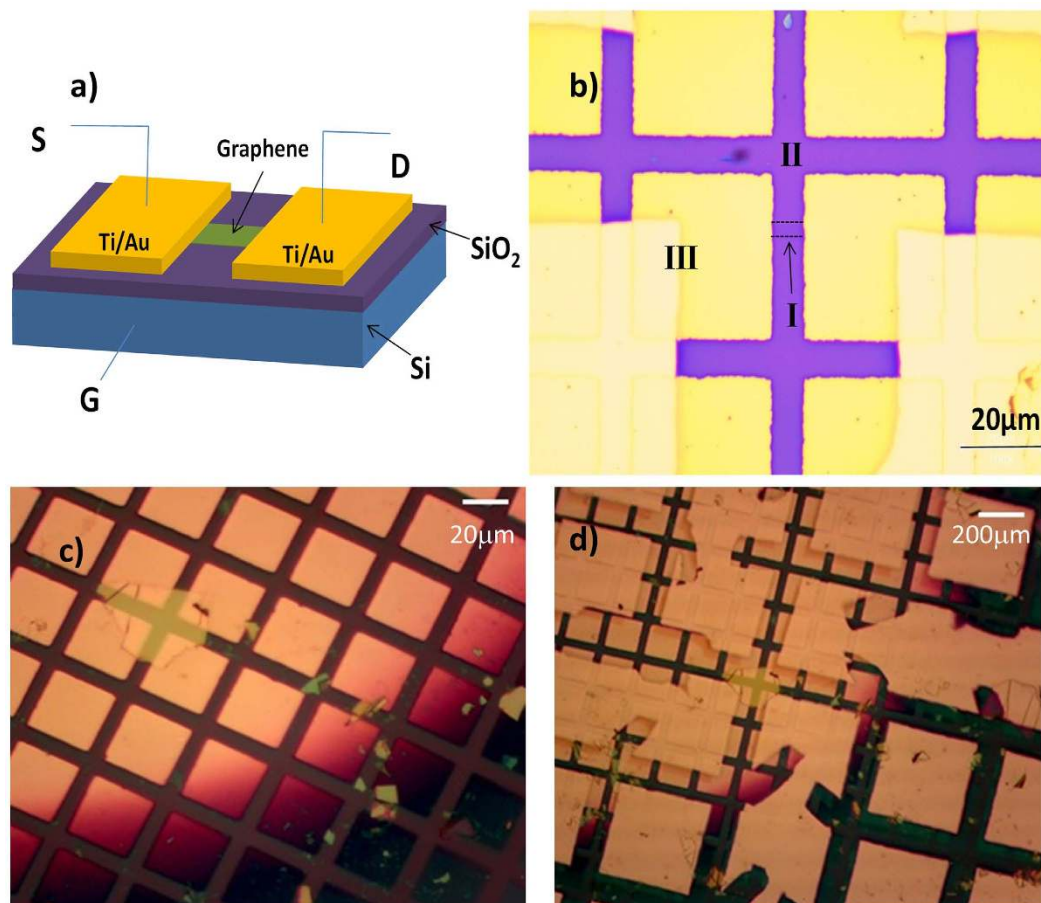 a)
S
Graphene
D
Ti/Au
Ti/Au
SiO₂
Si
G
b)
II
III
I
20μm
c)
20μm
d)
200μm